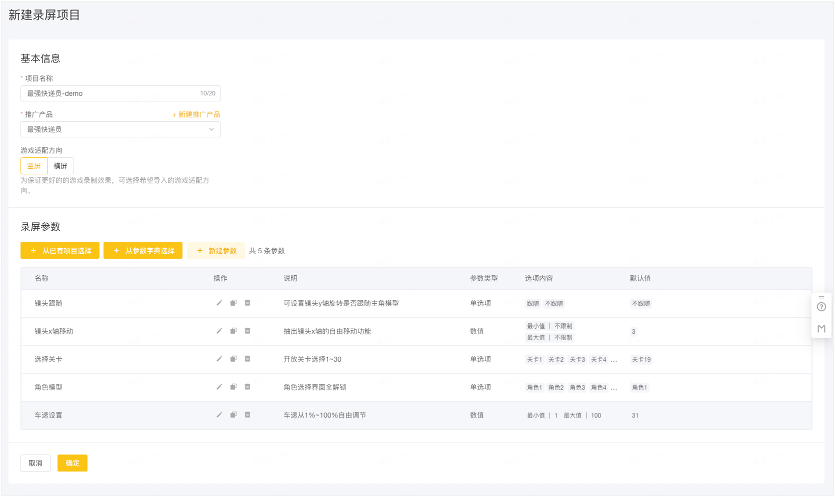 新建录屏项目
基本信息
* 项目名称
最强快递员-demo 10/20
* 推广产品 + 新建推广产品
最强快递员
游戏适配方向
竖屏 横屏
为保证更好的的游戏录制效果，可选择希望导入的游戏适配方
向。
录屏参数
+ 从已有项目选择 + 从参数字典选择 + 新建参数 共 5 条参数
名称 操作 说明 参数类型 选项内容 默认值
镜头跟随 可设置镜头y轴旋转是否跟随主角模型 单选项 跟随 不跟随 不跟随
镜头x轴移动 抽出镜头x轴的自由移动功能 数值 最小值 | 不限制 3
最大值 | 不限制
选择关卡 开放关卡选择1~30 单选项 关卡1 关卡2 关卡3 关卡4 ... 关卡19
角色模型 角色选择界面全解锁 单选项 角色1 角色2 角色3 角色4 ... 角色1
车速设置 车速从1%~100%自由调节 数值 最小值 | 1 最大值 | 100 31
取消 确定